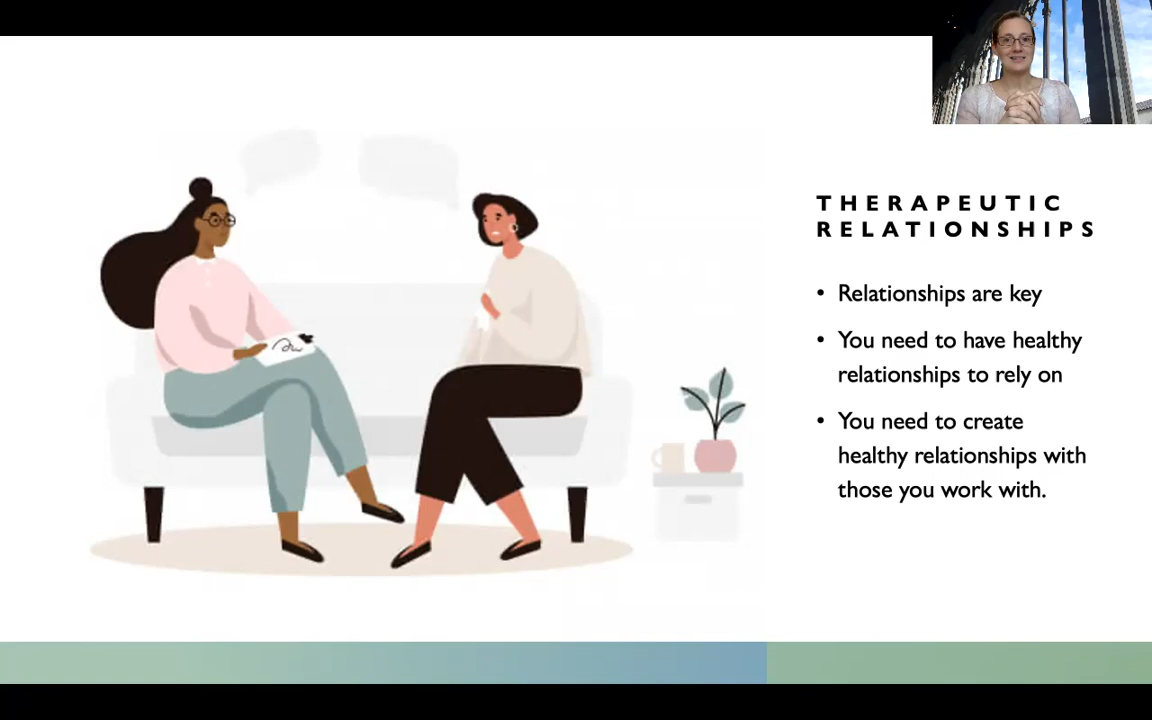 THERAPEUTIC
RELATIONSHIPS
• Relationships are key
• You need to have healthy
relationships to rely on
• You need to create
healthy relationships with
those you work with.